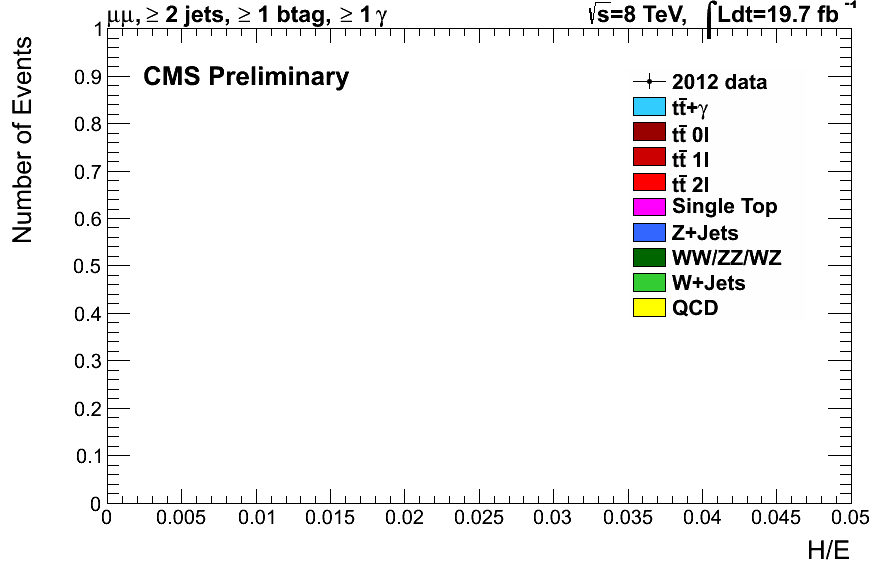 μμ, ≥ 2 jets, ≥ 1 btag, ≥ 1 γ
√s=8 TeV, ∫Ldt=19.7 fb⁻¹
CMS Preliminary
Number of Events
1
0.9
0.8
0.7
0.6
0.5
0.4
0.3
0.2
0.1
0
2012 data
tt̄+γ
tt̄ 0l
tt̄ 1l
tt̄ 2l
Single Top
Z+Jets
WW/ZZ/WZ
W+Jets
QCD
0 0.005 0.01 0.015 0.02 0.025 0.03 0.035 0.04 0.045 0.05
H/E